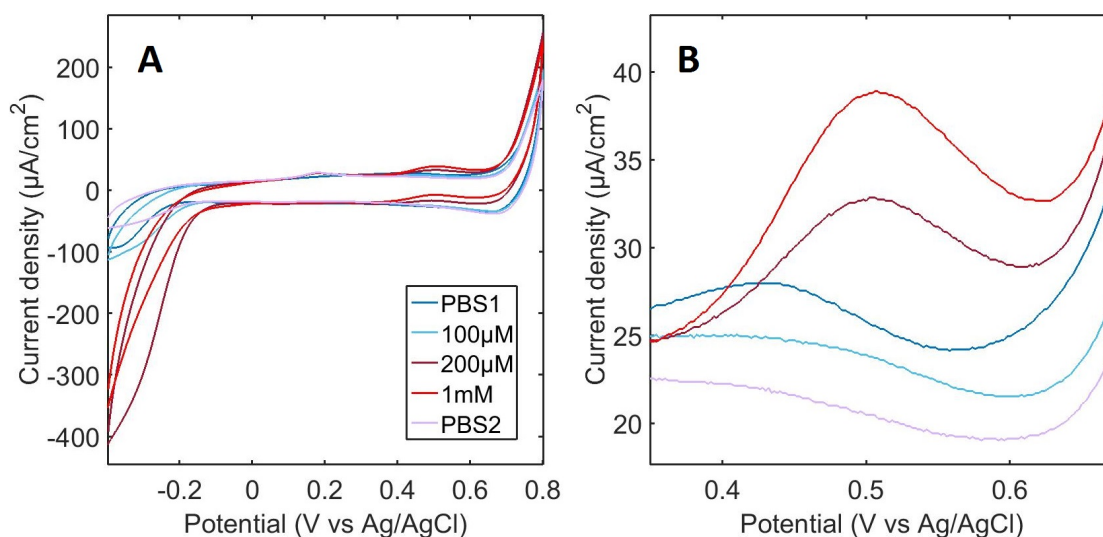 A
Current density (µA/cm²)
200
100
0
-100
-200
-300
-400
-0.2
0
0.2
0.4
0.6
0.8
Potential (V vs Ag/AgCl)
PBS1
100µM
200µM
1mM
PBS2
B
Current density (µA/cm²)
40
35
30
25
20
0.4
0.5
0.6
Potential (V vs Ag/AgCl)